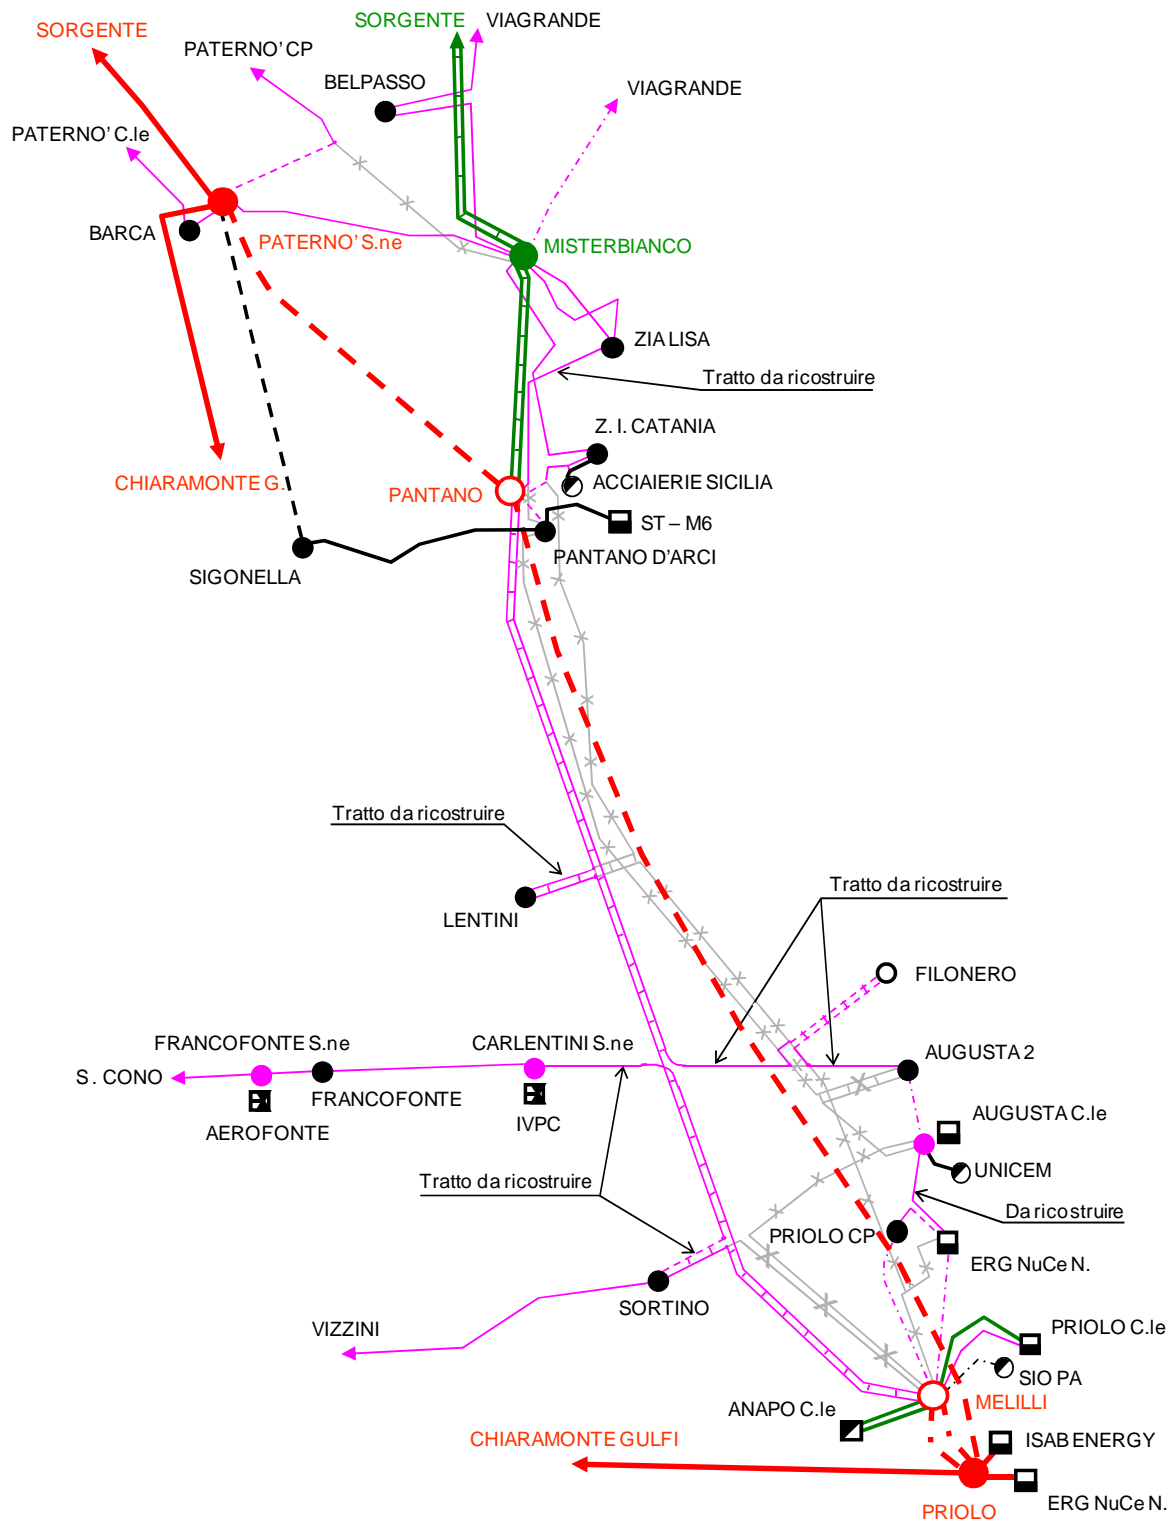 SORGENTE
VIAGRANDE
SORGENTE
PATERNO' CP
BELPASSO
VIAGRANDE
PATERNO' C.le
BARCA
PATERNO' S.ne
MISTERBIANCO
ZIA LISA
Tratto da ricostruire
Z. I. CATANIA
CHIARAMONTE G.
PANTANO
ACCIAIERIE SICILIA
ST – M6
PANTANO D'ARCI
SIGONELLA
Tratto da ricostruire
Tratto da ricostruire
LENTINI
FILONERO
FRANCOFONTE S.ne
CARLENTINI S.ne
AUGUSTA 2
S. CONO
FRANCOFONTE
IVPC
AEROFONTE
AUGUSTA C.le
UNICEM
Tratto da ricostruire
Da ricostruire
PRIOLO CP
ERG NuCe N.
SORTINO
VIZZINI
PRIOLO C.le
SIO PA
MELILLI
ANAPO C.le
CHIARAMONTE GULFI
ISAB ENERGY
ERG NuCe N.
PRIOLO